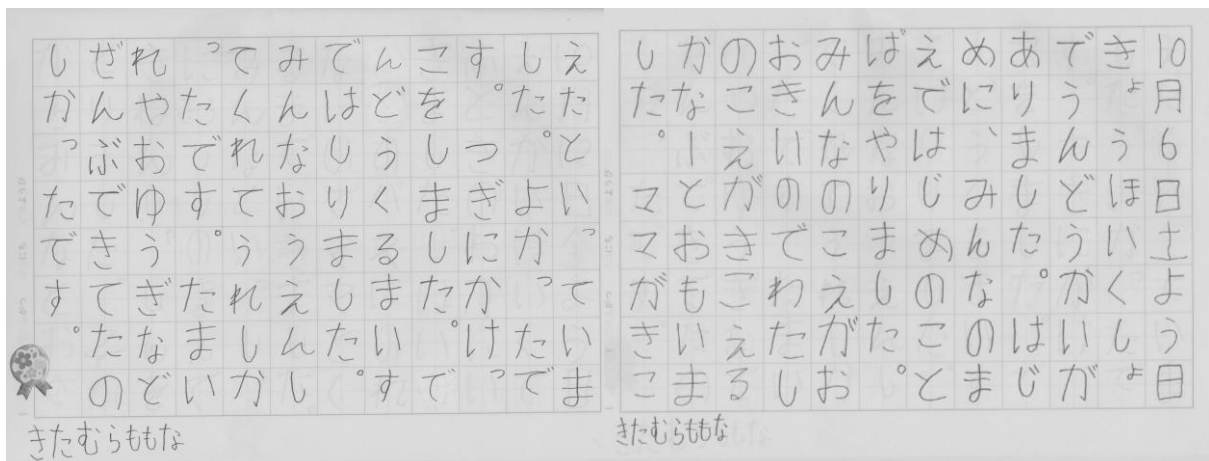 10月6日土よう日
きょうほいくしょ
でうんどうがいが
ありました。はじ
めに、みんなのま
えではじめのこと
ばをやりました。
みんなのこえがお
おきいのでわたし
のこえがきこえる
かなーとおもいま
した。ママがきこ
きたむらももな
えたといっていま
した。よかったで
す。つぎにかけっ
こをしました。で
んどうくるまいす
ではしりました。
みんなおうえんし
てくれてうれしか
ったです。たまい
れやおゆうぎなど
ぜんぶできてたの
しかったです。
きたむらももな